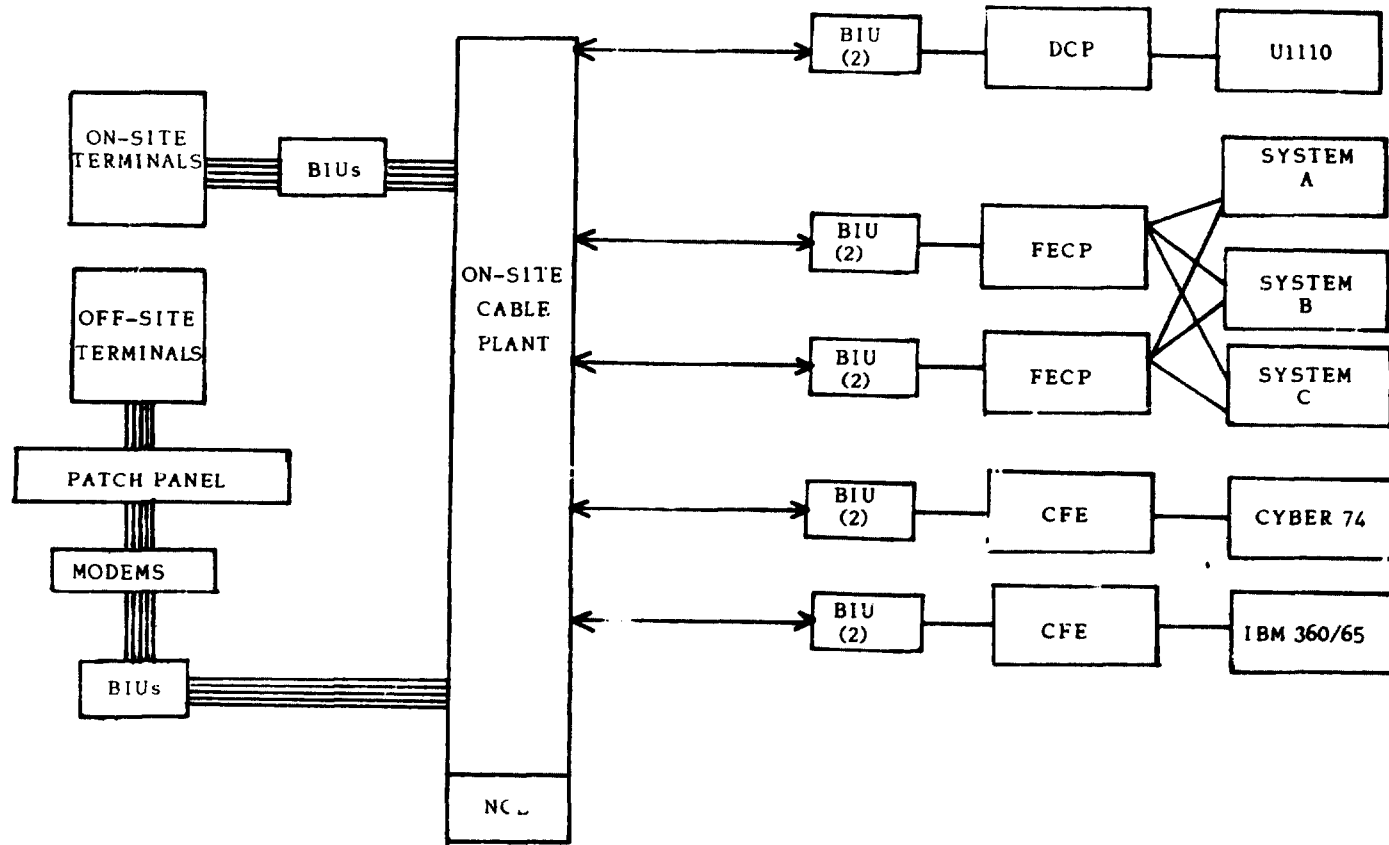 ON-SITE
TERMINALS
BIUs
OFF-SITE
TERMINALS
PATCH PANEL
MODEMS
BIUs
ON-SITE
CABLE
PLANT
BIU
(2)
DCP
U1110
BIU
(2)
FECP
SYSTEM
A
SYSTEM
B
BIU
(2)
FECP
SYSTEM
C
BIU
(2)
CFE
CYBER 74
BIU
(2)
CFE
IBM 360/65